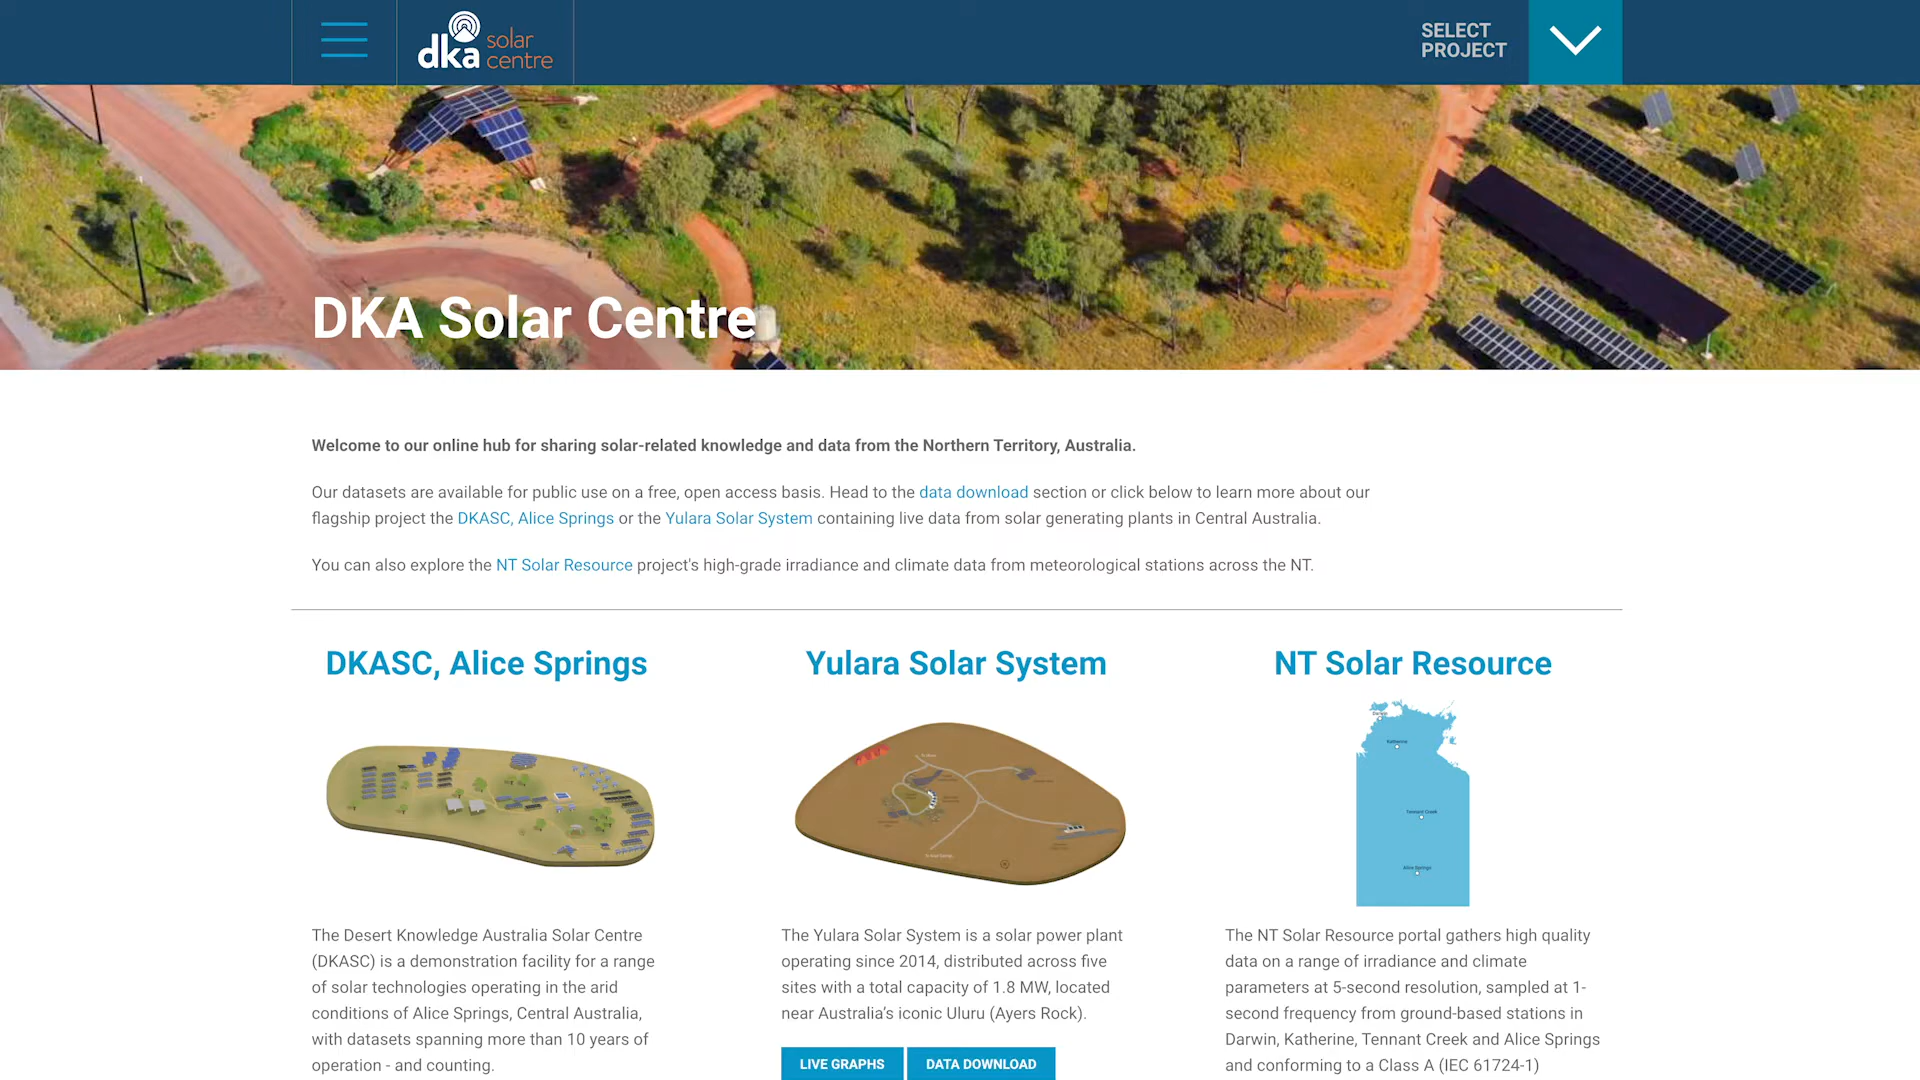 dka solar centre
SELECT
PROJECT
DKA Solar Centre
Welcome to our online hub for sharing solar-related knowledge and data from the Northern Territory, Australia.
Our datasets are available for public use on a free, open access basis. Head to the data download section or click below to learn more about our
flagship project the DKASC, Alice Springs or the Yulara Solar System containing live data from solar generating plants in Central Australia.
You can also explore the NT Solar Resource project's high-grade irradiance and climate data from meteorological stations across the NT.
DKASC, Alice Springs
The Desert Knowledge Australia Solar Centre
(DKASC) is a demonstration facility for a range
of solar technologies operating in the arid
conditions of Alice Springs, Central Australia,
with datasets spanning more than 10 years of
operation - and counting.
Yulara Solar System
The Yulara Solar System is a solar power plant
operating since 2014, distributed across five
sites with a total capacity of 1.8 MW, located
near Australia's iconic Uluru (Ayers Rock).
LIVE GRAPHS
DATA DOWNLOAD
NT Solar Resource
Darwin
Katherine
Tennant Creek
Alice Springs
The NT Solar Resource portal gathers high quality
data on a range of irradiance and climate
parameters at 5-second resolution, sampled at 1-
second frequency from ground-based stations in
Darwin, Katherine, Tennant Creek and Alice Springs
and conforming to a Class A (IEC 61724-1)